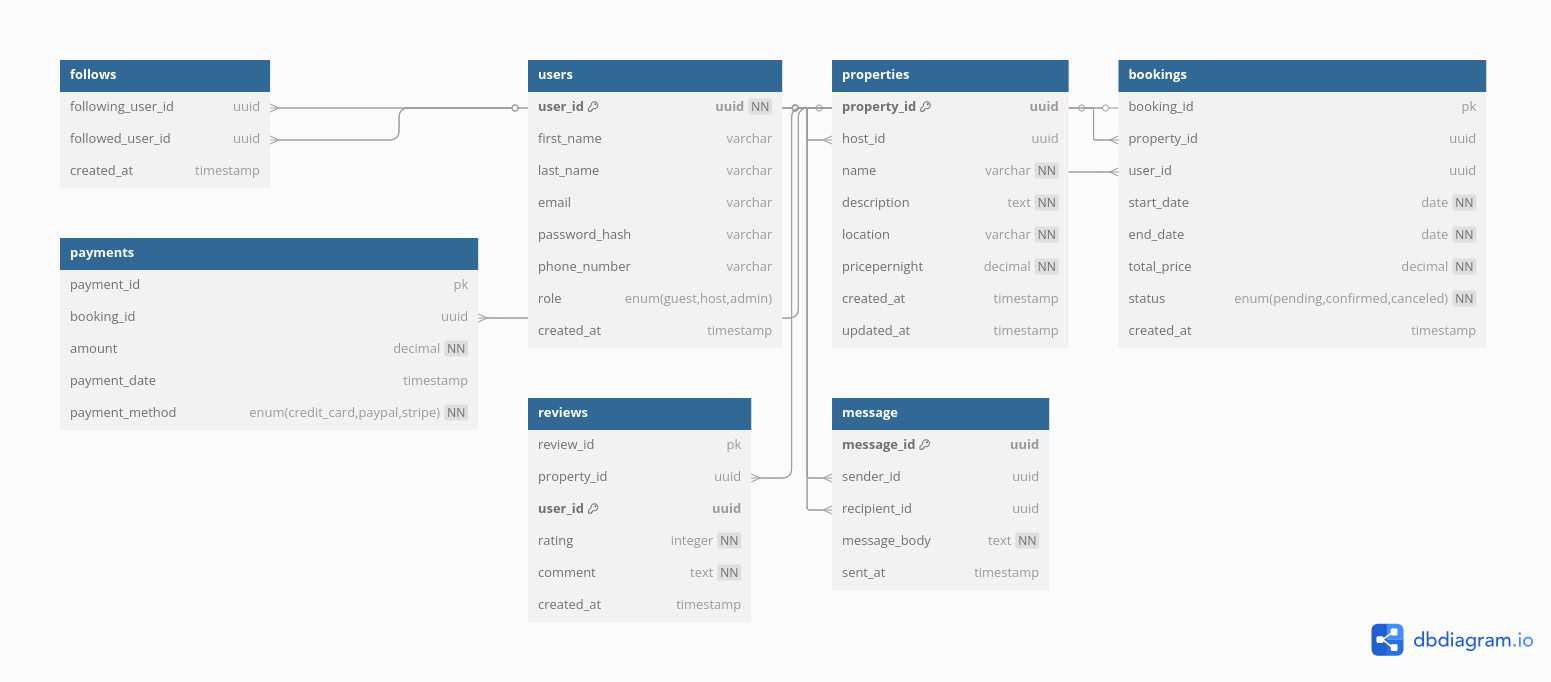 follows
following_user_id uuid
followed_user_id uuid
created_at timestamp
users
user_id uuid NN
first_name varchar
last_name varchar
email varchar
password_hash varchar
phone_number varchar
role enum(guest,host,admin)
created_at timestamp
properties
property_id uuid
host_id uuid
name varchar NN
description text NN
location varchar NN
pricepernight decimal NN
created_at timestamp
updated_at timestamp
bookings
booking_id pk
property_id uuid
user_id uuid
start_date date NN
end_date date NN
total_price decimal NN
status enum(pending,confirmed,canceled) NN
created_at timestamp
payments
payment_id pk
booking_id uuid
amount decimal NN
payment_date timestamp
payment_method enum(credit_card,paypal,stripe) NN
reviews
review_id pk
property_id uuid
user_id uuid
rating integer NN
comment text NN
created_at timestamp
message
message_id uuid
sender_id uuid
recipient_id uuid
message_body text NN
sent_at timestamp
dbdiagram.io